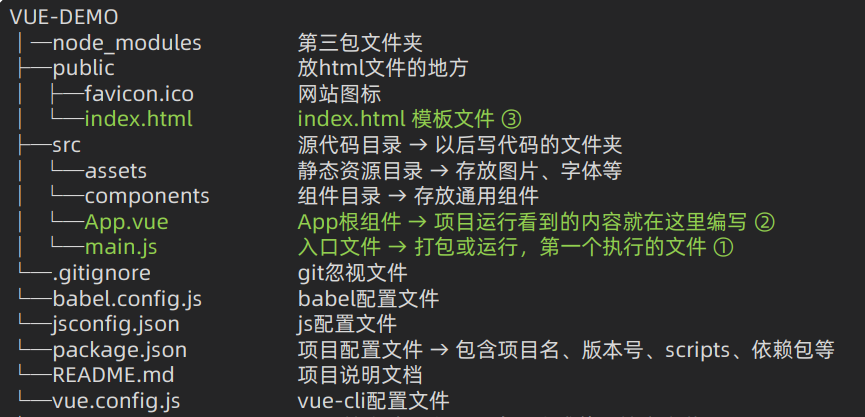 VUE-DEMO
│─node_modules 第三包文件夹
├─public 放html文件的地方
│ ├─favicon.ico 网站图标
│ └─index.html index.html 模板文件 ③
├─src 源代码目录 → 以后写代码的文件夹
│ └─assets 静态资源目录 → 存放图片、字体等
│ └─components 组件目录 → 存放通用组件
│ └─App.vue App根组件 → 项目运行看到的内容就在这里编写 ②
│ └─main.js 入口文件 → 打包或运行，第一个执行的文件 ①
└─.gitignore git忽视文件
└─babel.config.js babel配置文件
└─jsconfig.json js配置文件
└─package.json 项目配置文件 → 包含项目名、版本号、scripts、依赖包等
└─README.md 项目说明文档
└─vue.config.js vue-cli配置文件